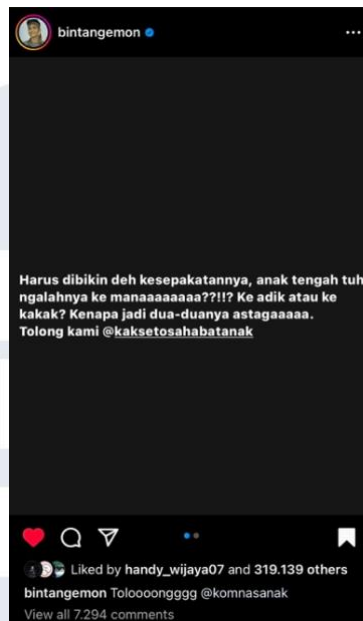 bintangemon
Harus dibikin deh kesepakatannya, anak tengah tuh
ngalahnya ke manaaaaaaaa??!!? Ke adik atau ke
kakak? Kenapa jadi dua-duanya astagaaaaa.
Tolong kami @kaksetosahabatanak
Liked by handy_wijaya07 and 319.139 others
bintangemon Toloooongggg @komnasanak
View all 7.294 comments